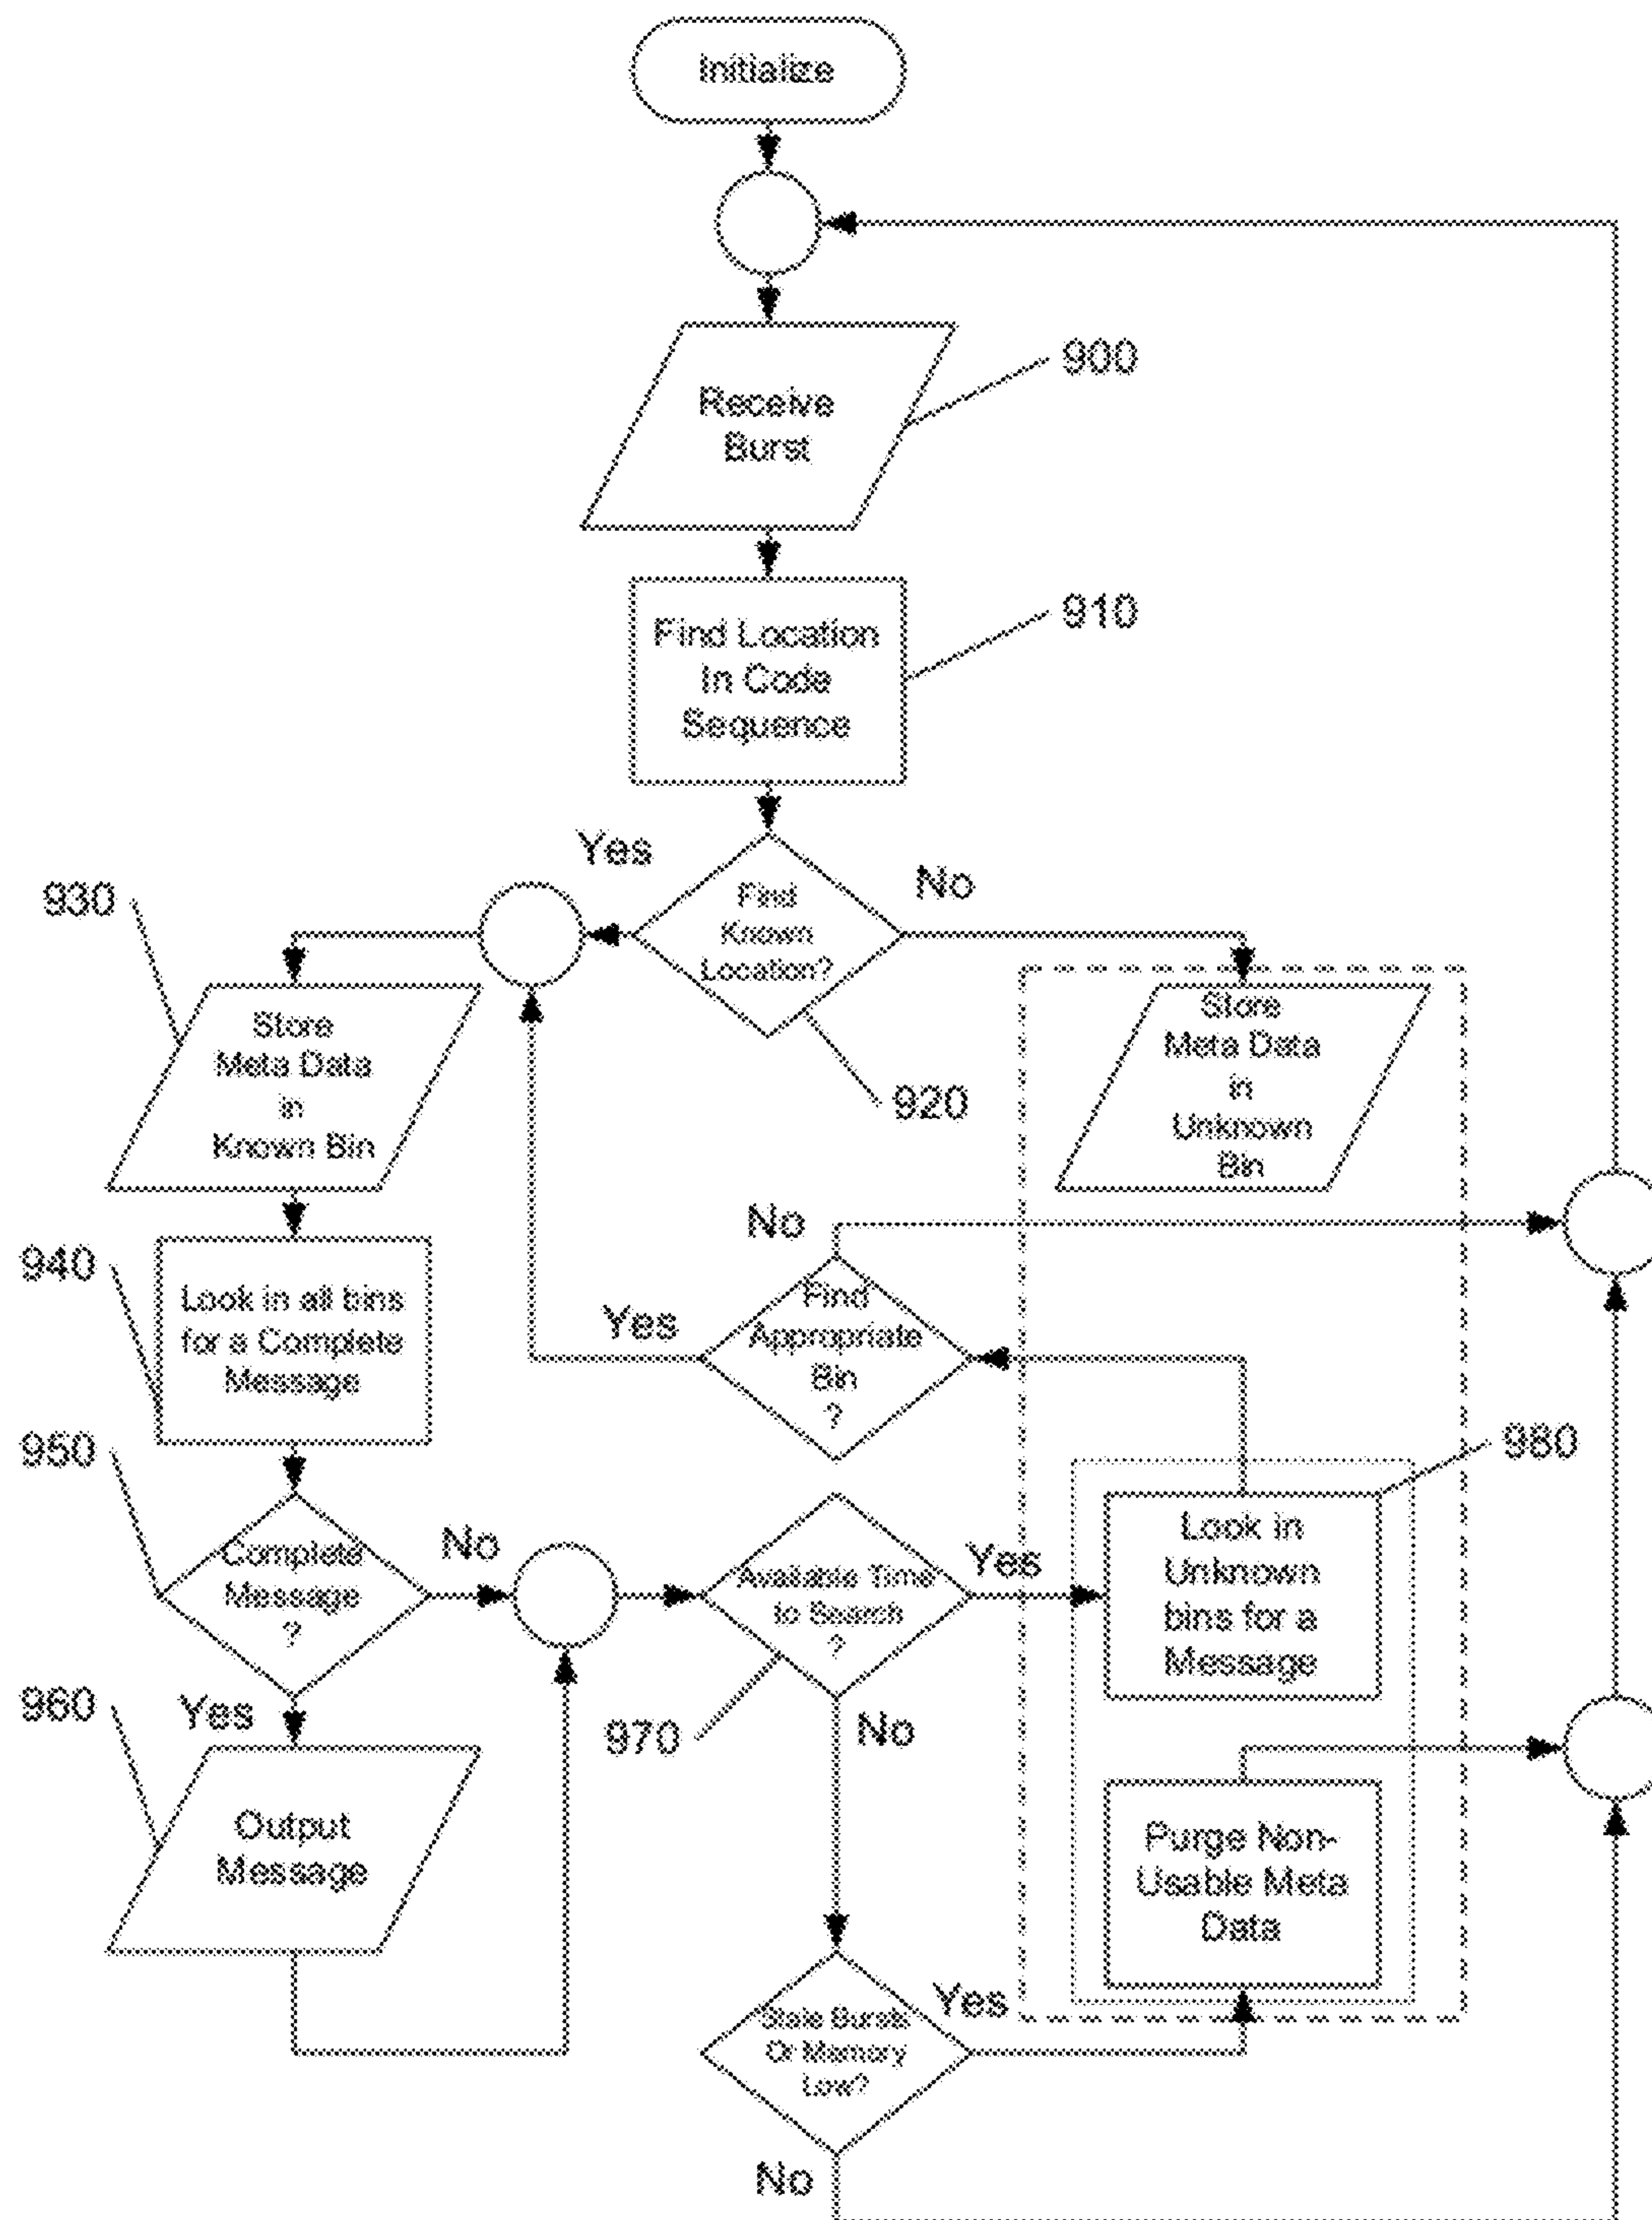 Initialize
Receive
Burst
900
Find Location
In Code
Sequence
910
Yes
Find
Known
Location?
No
920
930
Store
Meta Data
in
Known Bin
Store
Meta Data
in
Unknown
Bin
940
Look in all bins
for a Complete
Message
No
Yes
Find
Appropriate
Bin
?
950
Complete
Message
?
No
Available Time
to Search
?
Yes
Look in
Unknown
bins for a
Message
980
970
No
960
Yes
Output
Message
Purge Non-
Usable Meta
Data
Stale Bursts
Or Memory
Low?
Yes
No